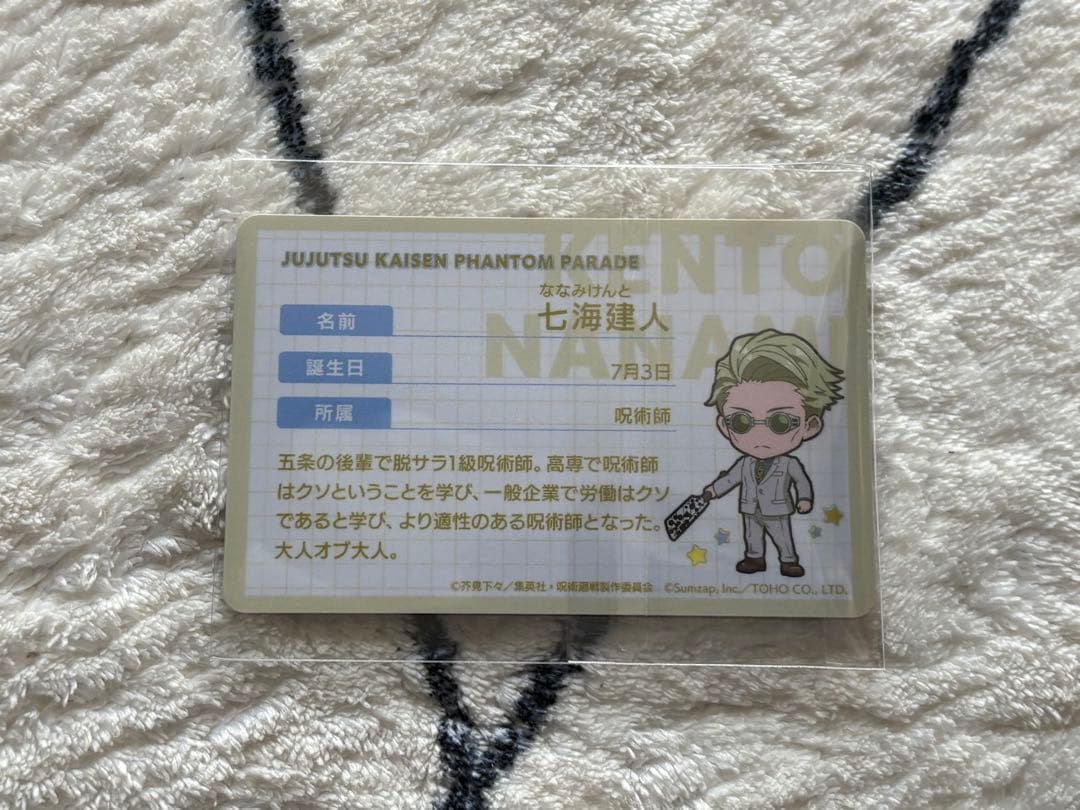 KENTO
NANAMI
JUJUTSU KAISEN PHANTOM PARADE
ななみけんと
名前 七海建人
誕生日 7月3日
所属 呪術師
五条の後輩で脱サラ1級呪術師。高専で呪術師
はクソということを学び、一般企業で労働はクソ
であると学び、より適性のある呪術師となった。
大人オブ大人。
©芥見下々／集英社・呪術廻戦製作委員会 ©Sumzap, Inc.／TOHO CO., LTD.